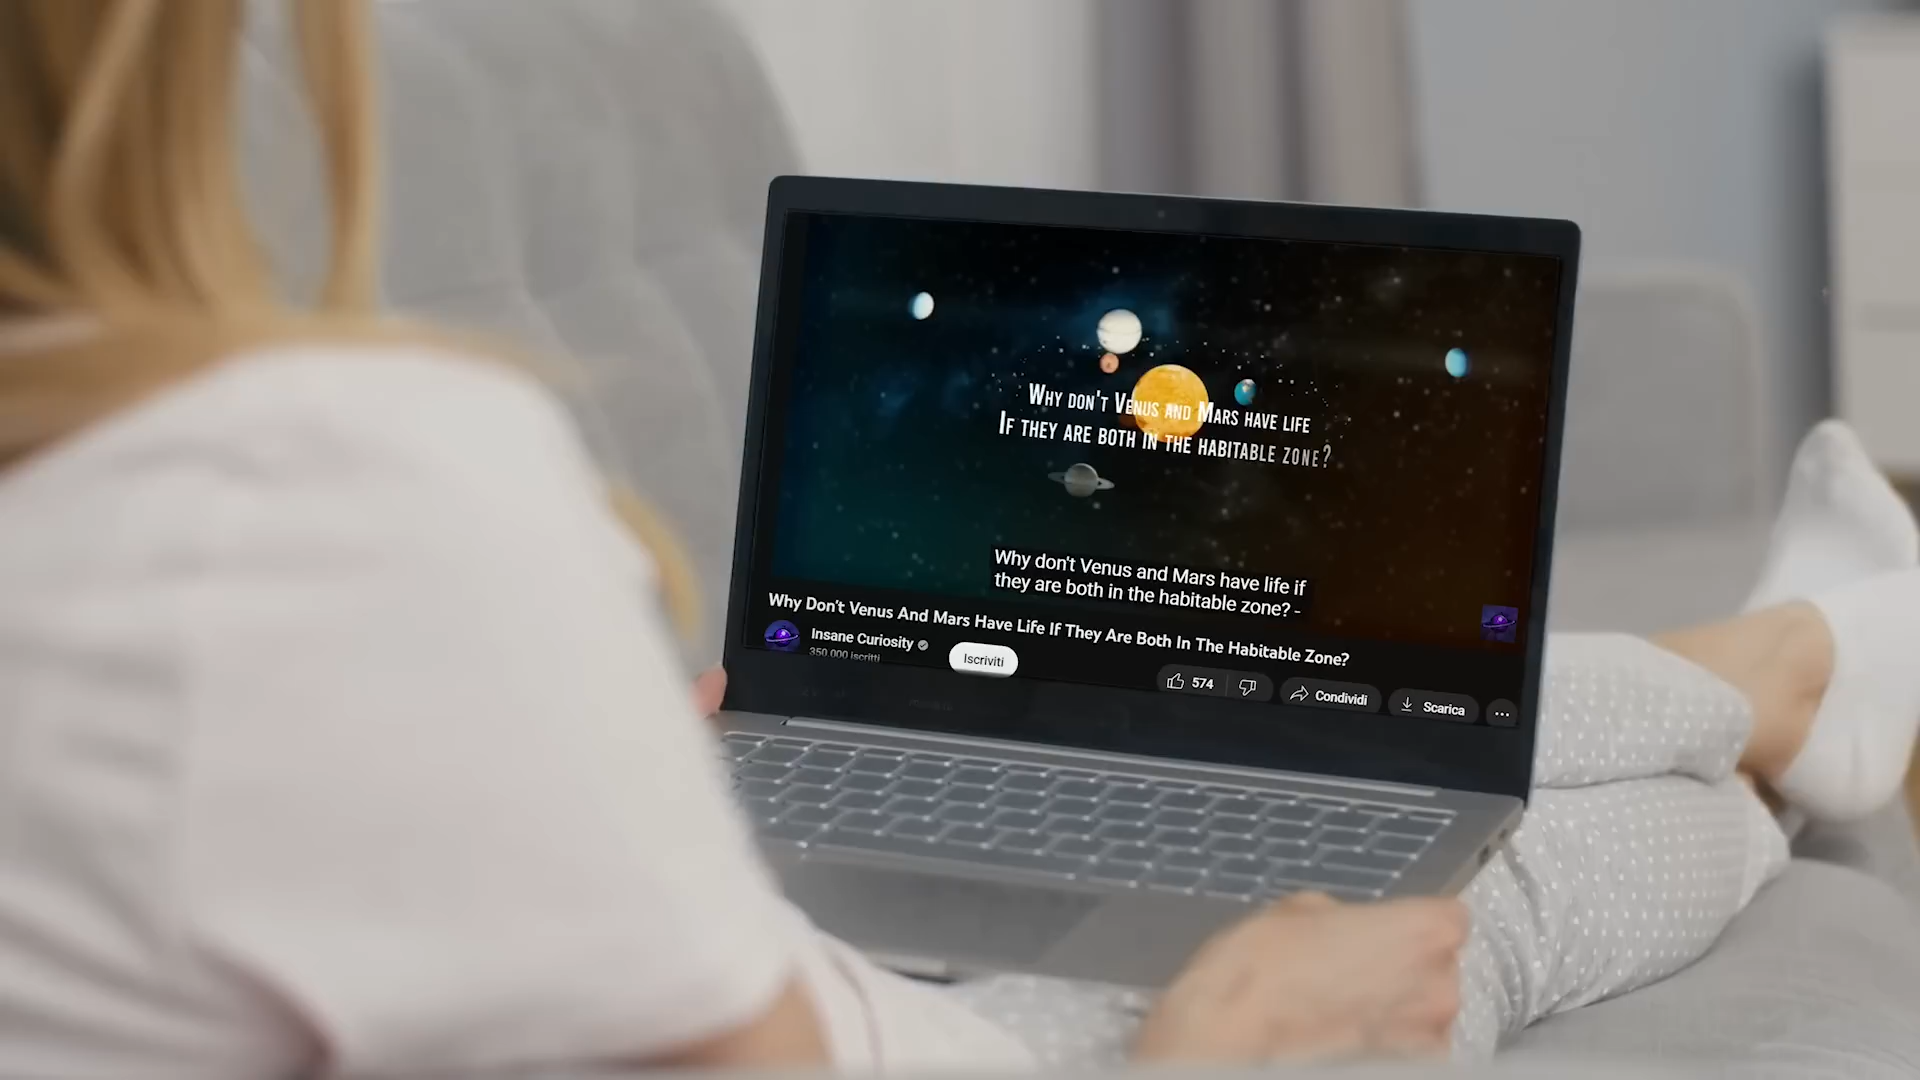 Why don't Venus and Mars have life
If they are both in the habitable zone?
Why don't Venus and Mars have life if
they are both in the habitable zone? -
Why Don't Venus And Mars Have Life If They Are Both In The Habitable Zone?
Insane Curiosity
350.000 iscritti
Iscriviti
574
Condividi
Scarica